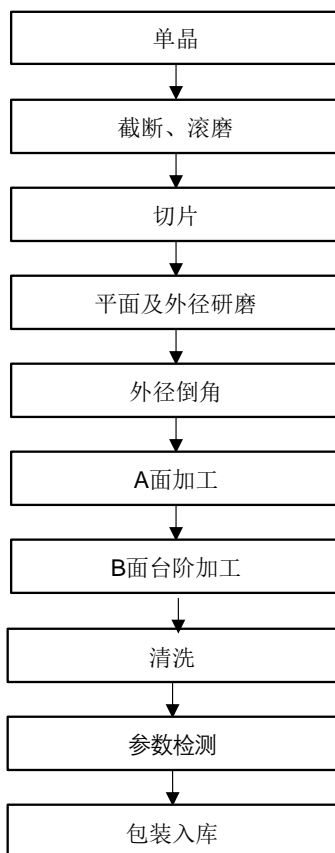 单晶
截断、滚磨
切片
平面及外径研磨
外径倒角
A面加工
B面台阶加工
清洗
参数检测
包装入库